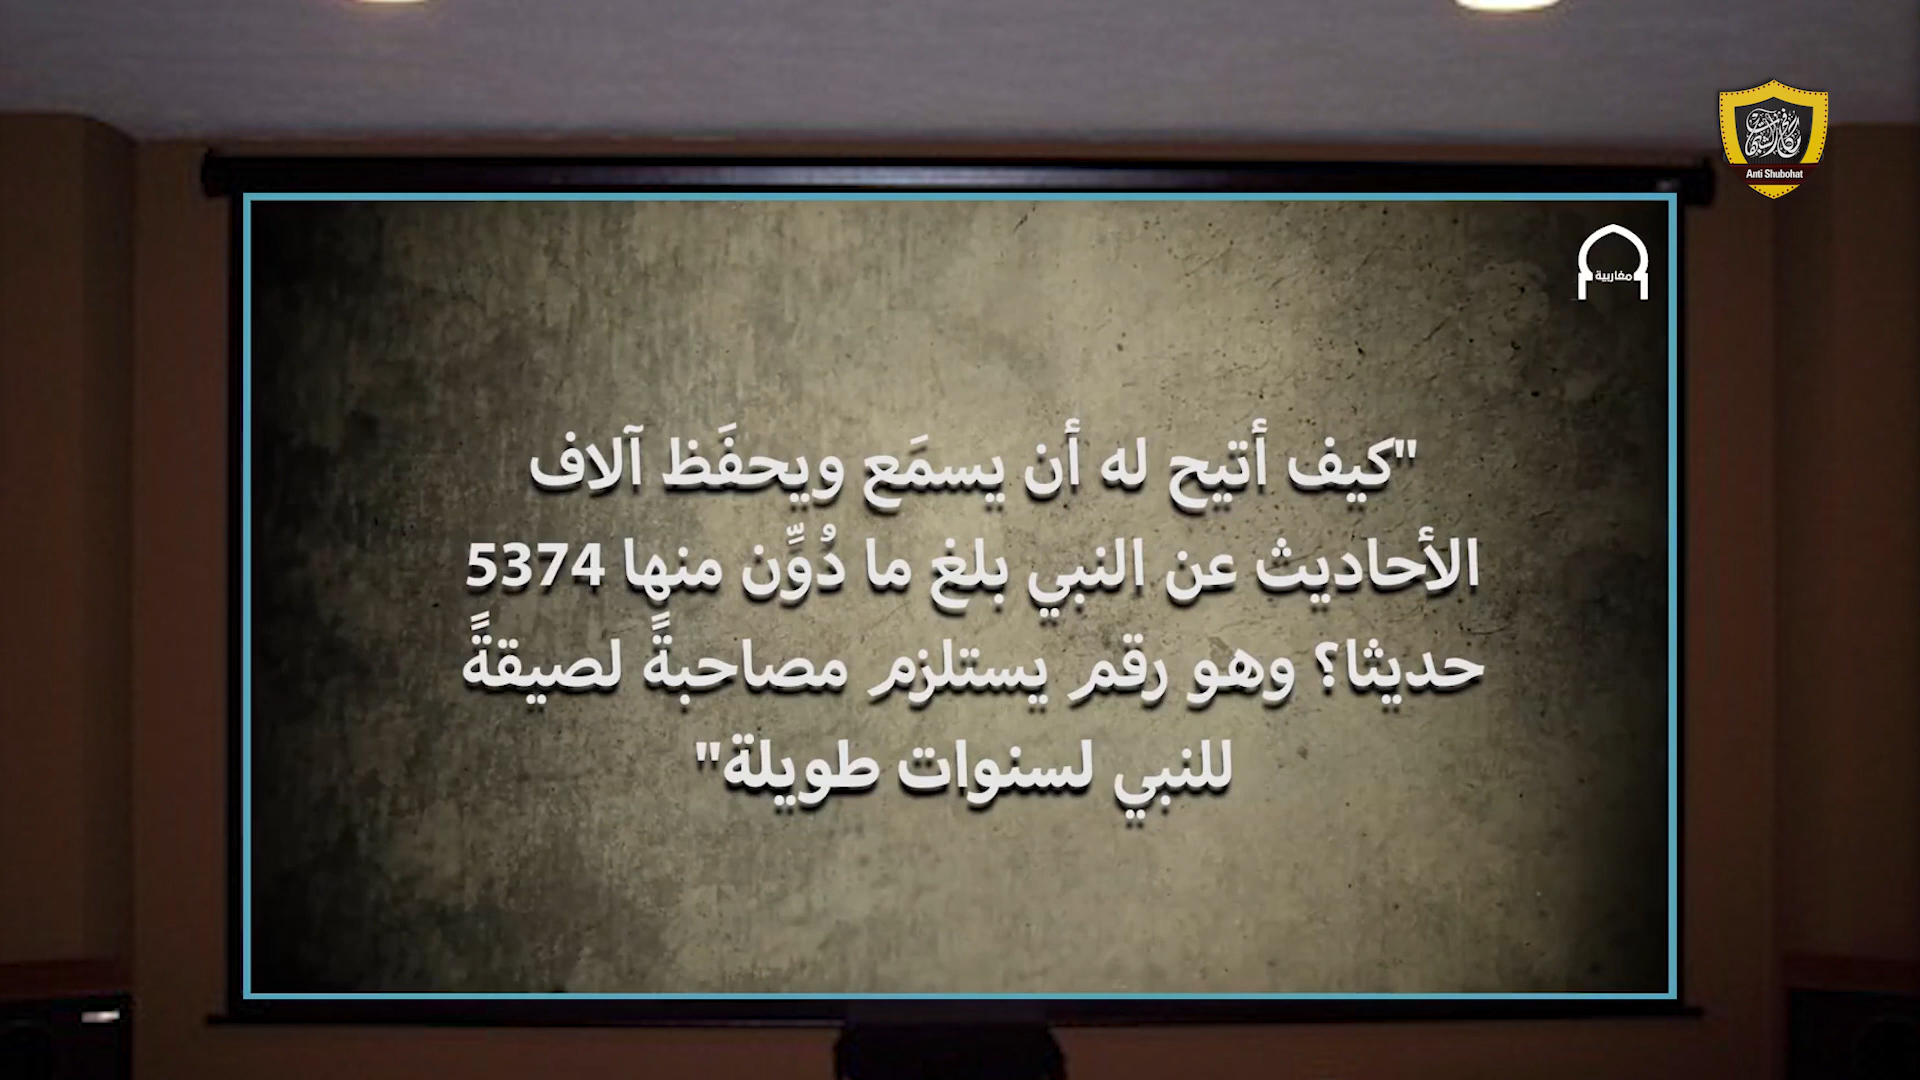 Anti Shubohat
مغاربية
"كيف أتيح له أن يسمَع ويحفَظ آلاف
الأحاديث عن النبي بلغ ما دُوِّن منها 5374
حديثا؟ وهو رقم يستلزم مصاحبةً لصيقةً
للنبي لسنوات طويلة"